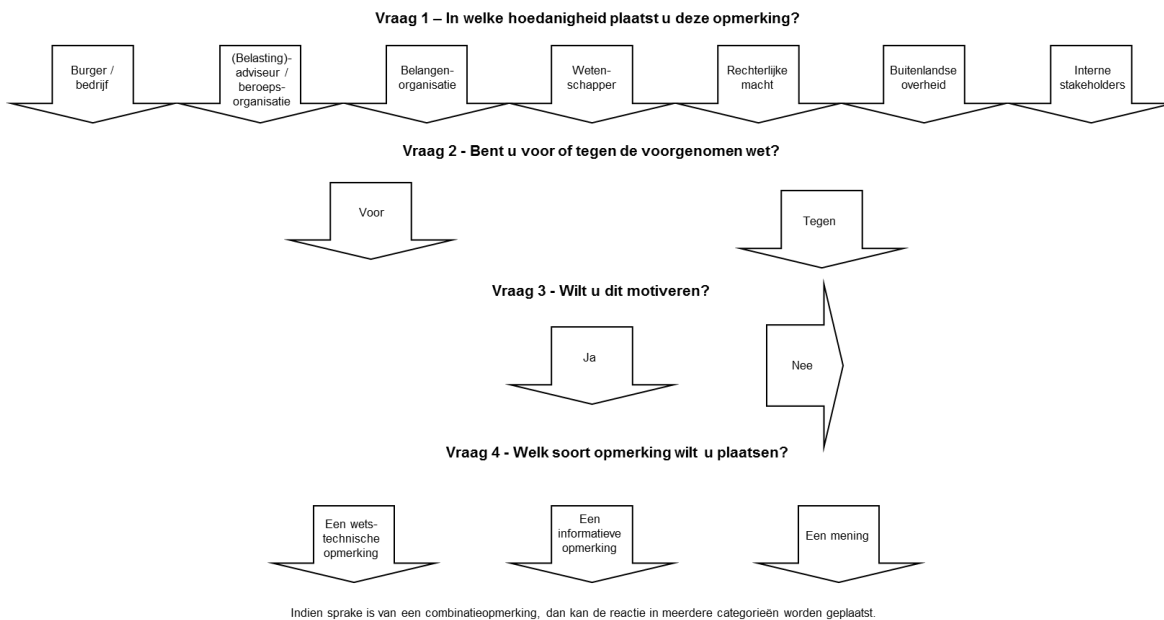 Vraag 1 – In welke hoedanigheid plaatst u deze opmerking?
Burger /
bedrijf
(Belasting)-
adviseur /
beroeps-
organisatie
Belangen-
organisatie
Weten-
schapper
Rechterlijke
macht
Buitenlandse
overheid
Interne
stakeholders
Vraag 2 - Bent u voor of tegen de voorgenomen wet?
Voor
Tegen
Vraag 3 - Wilt u dit motiveren?
Ja
Nee
Vraag 4 - Welk soort opmerking wilt u plaatsen?
Een wets-
technische
opmerking
Een
informatieve
opmerking
Een mening
Indien sprake is van een combinatieopmerking, dan kan de reactie in meerdere categorieën worden geplaatst.